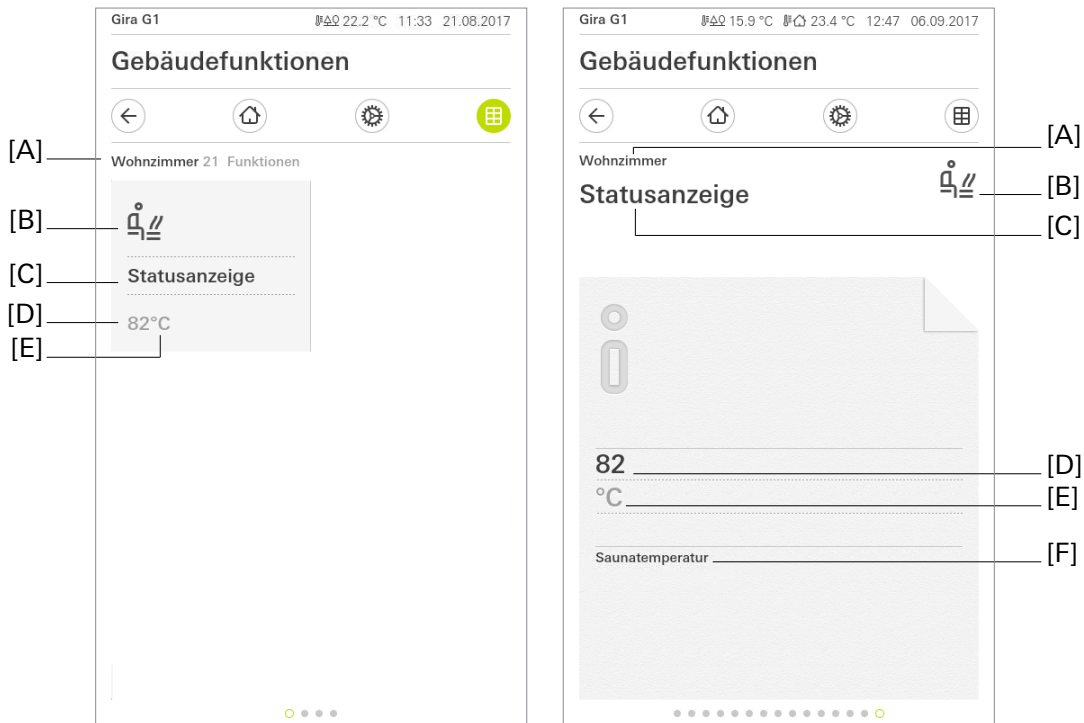 Gira G1 22.2 °C 11:33 21.08.2017
Gebäudefunktionen
[A]
Wohnzimmer 21 Funktionen
[B]
[C]
Statusanzeige
[D]
82°C
[E]
Gira G1 15.9 °C 23.4 °C 12:47 06.09.2017
Gebäudefunktionen
[A]
Wohnzimmer
[B]
Statusanzeige
[C]
82
[D]
°C
[E]
Saunatemperatur
[F]